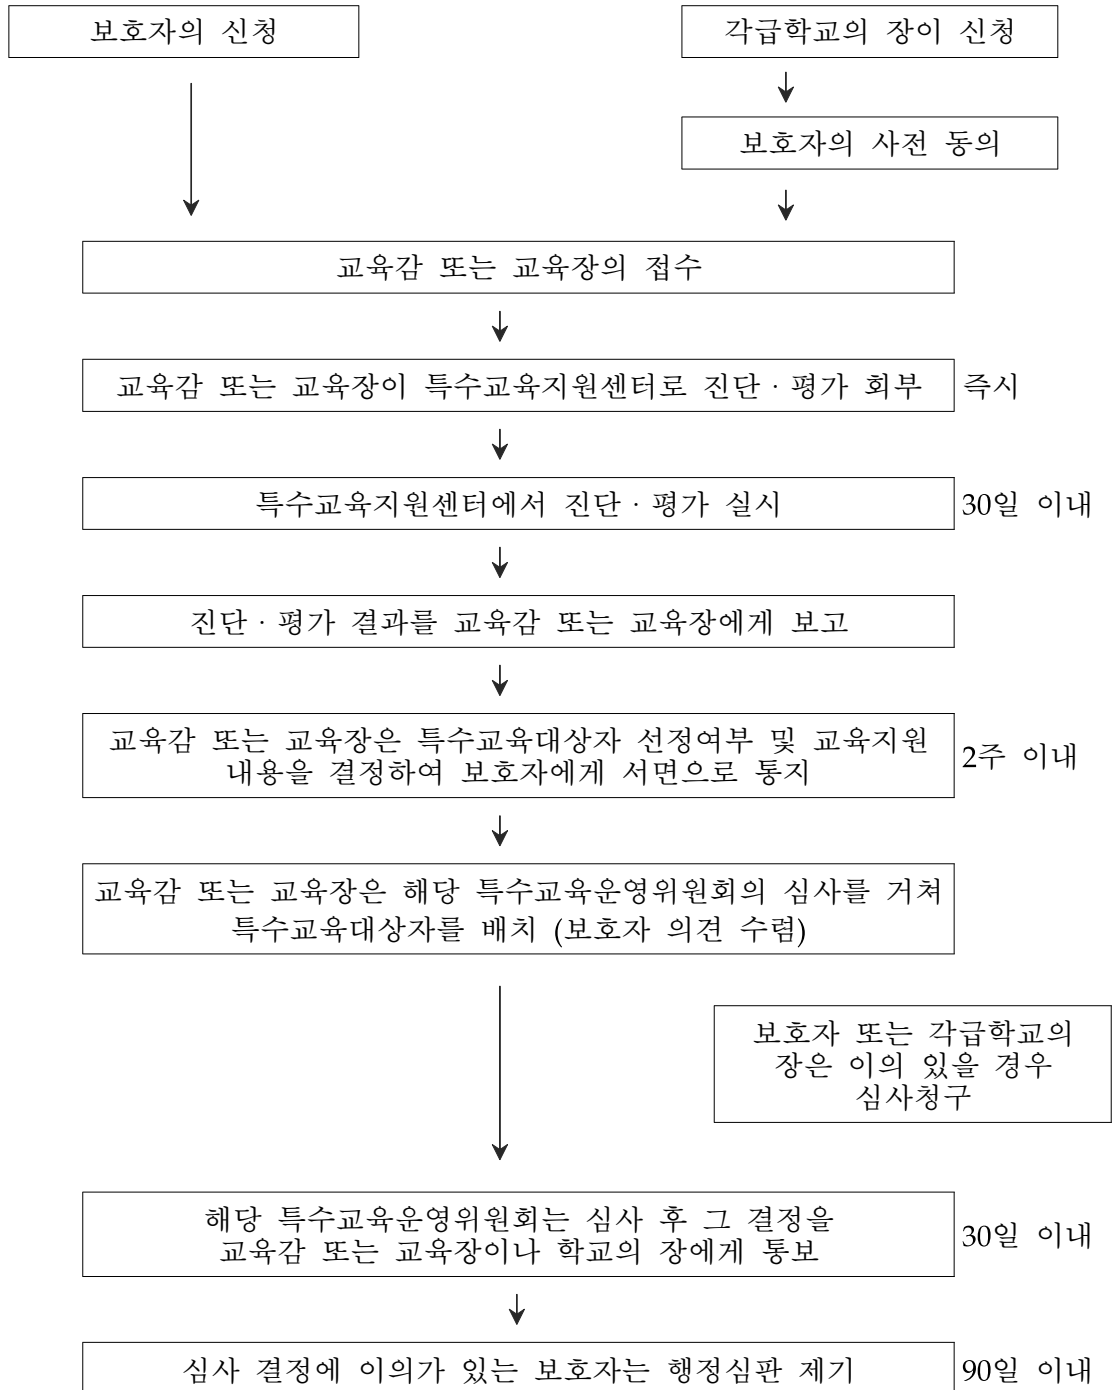 보호자의 신청
각급학교의 장이 신청
보호자의 사전 동의
교육감 또는 교육장의 접수
교육감 또는 교육장이 특수교육지원센터로 진단 · 평가 회부 즉시
특수교육지원센터에서 진단 · 평가 실시 30일 이내
진단 · 평가 결과를 교육감 또는 교육장에게 보고
교육감 또는 교육장은 특수교육대상자 선정여부 및 교육지원
내용을 결정하여 보호자에게 서면으로 통지
2주 이내
교육감 또는 교육장은 해당 특수교육운영위원회의 심사를 거쳐
특수교육대상자를 배치 (보호자 의견 수렴)
보호자 또는 각급학교의
장은 이의 있을 경우
심사청구
해당 특수교육운영위원회는 심사 후 그 결정을
교육감 또는 교육장이나 학교의 장에게 통보
30일 이내
심사 결정에 이의가 있는 보호자는 행정심판 제기 90일 이내